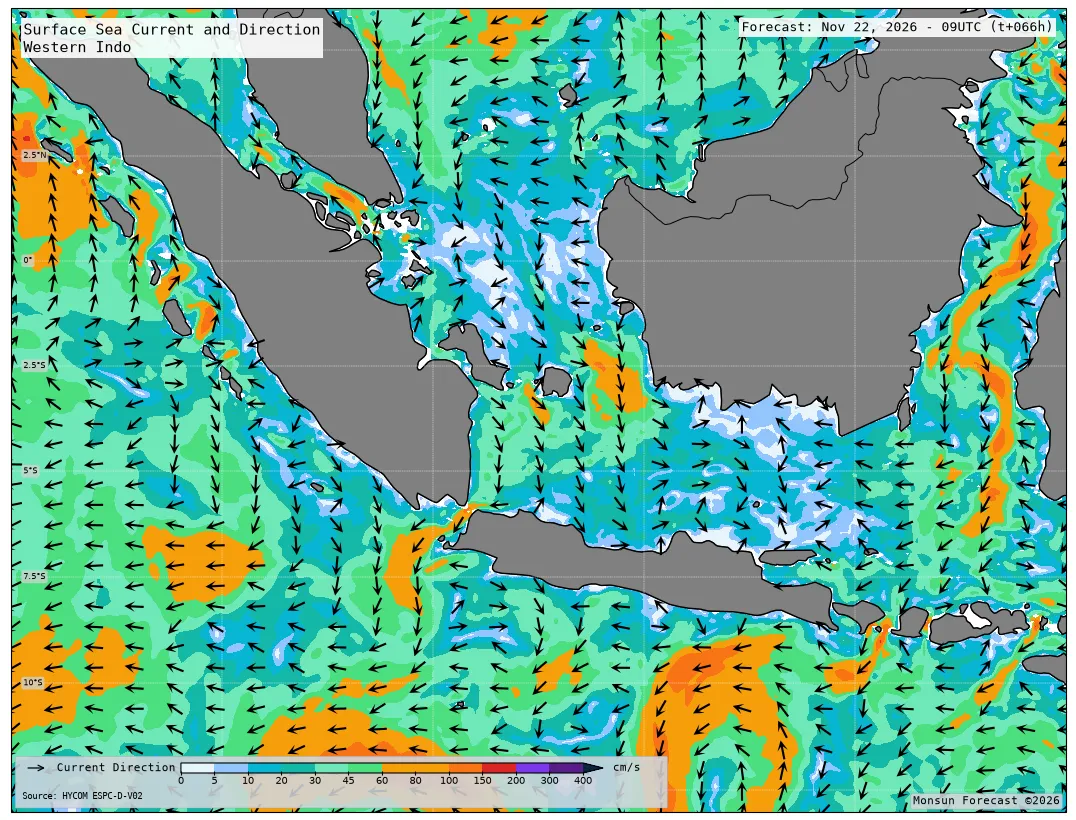 Surface Sea Current and Direction
Western Indo
Forecast: Nov 22, 2026 - 09UTC (t+066h)
2.5°N
0°
2.5°S
5°S
7.5°S
10°S
Current Direction
0 5 10 20 30 45 60 80 100 150 200 300 400 cm/s
Source: HYCOM ESPC-D-V02
Monsun Forecast ©2026